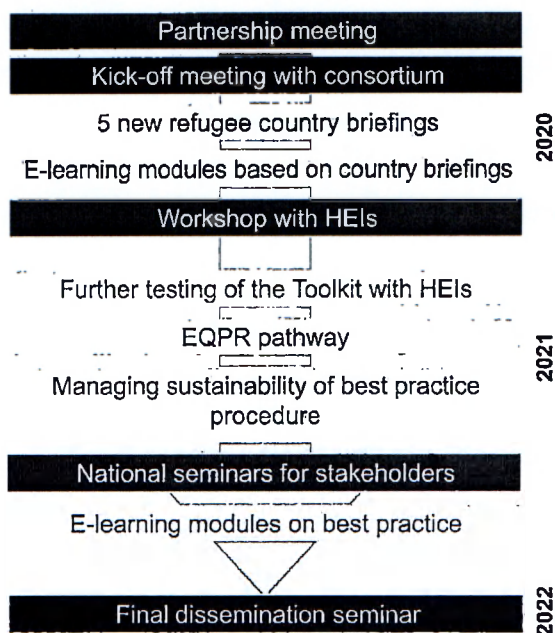 Partnership meeting
Kick-off meeting with consortium
5 new refugee country briefings
E-learning modules based on country briefings
2020
Workshop with HEIs
Further testing of the Toolkit with HEIs
EQPR pathway
Managing sustainability of best practice
procedure
2021
National seminars for stakeholders
E-learning modules on best practice
Final dissemination seminar
2022